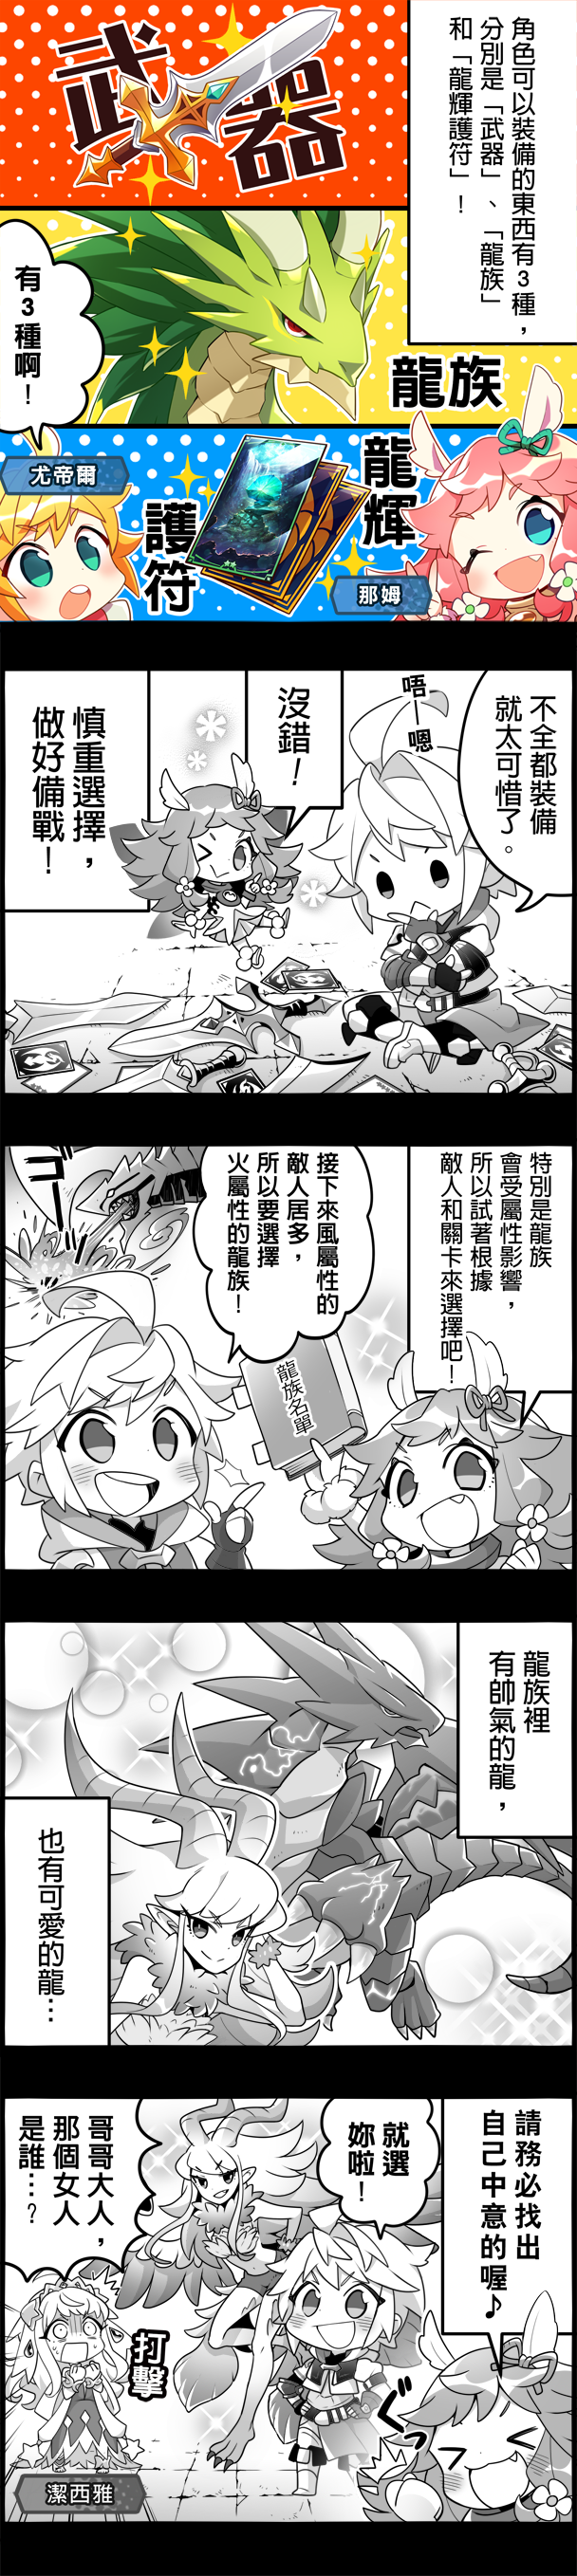 角色可以裝備的東西有3種，
分別是「武器」、「龍族」
和「龍輝護符」！
武器
有3種啊！
龍族
龍輝
護符
尤帝爾
那姆
不全都裝備
就太可惜了。
唔—嗯
沒錯！
慎重選擇，
做好備戰！
特別是龍族
會受屬性影響，
所以試著根據
敵人和關卡來選擇吧！
接下來風屬性的
敵人居多，
所以要選擇
火屬性的龍族！
ゴーー
龍族名單
龍族裡
有帥氣的龍，
也有可愛的龍…
請務必找出
自己中意的喔♪
就選
妳啦！
哥哥大人，
那個女人
是誰…？
打擊
ぐっ
潔西雅